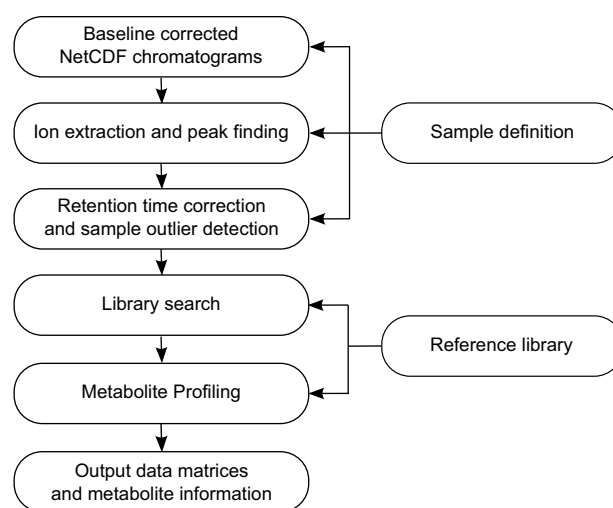 Baseline corrected
NetCDF chromatograms
Ion extraction and peak finding
Sample definition
Retention time correction
and sample outlier detection
Library search
Reference library
Metabolite Profiling
Output data matrices
and metabolite information